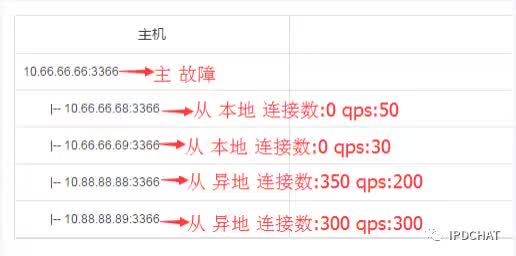 主机
10.66.66.66:3366 主 故障
|-- 10.66.66.68:3366 从 本地 连接数:0 qps:50
|-- 10.66.66.69:3366 从 本地 连接数:0 qps:30
|-- 10.88.88.88:3366 从 异地 连接数:350 qps:200
|-- 10.88.88.89:3366 从 异地 连接数:300 qps:300
IPDCHAT